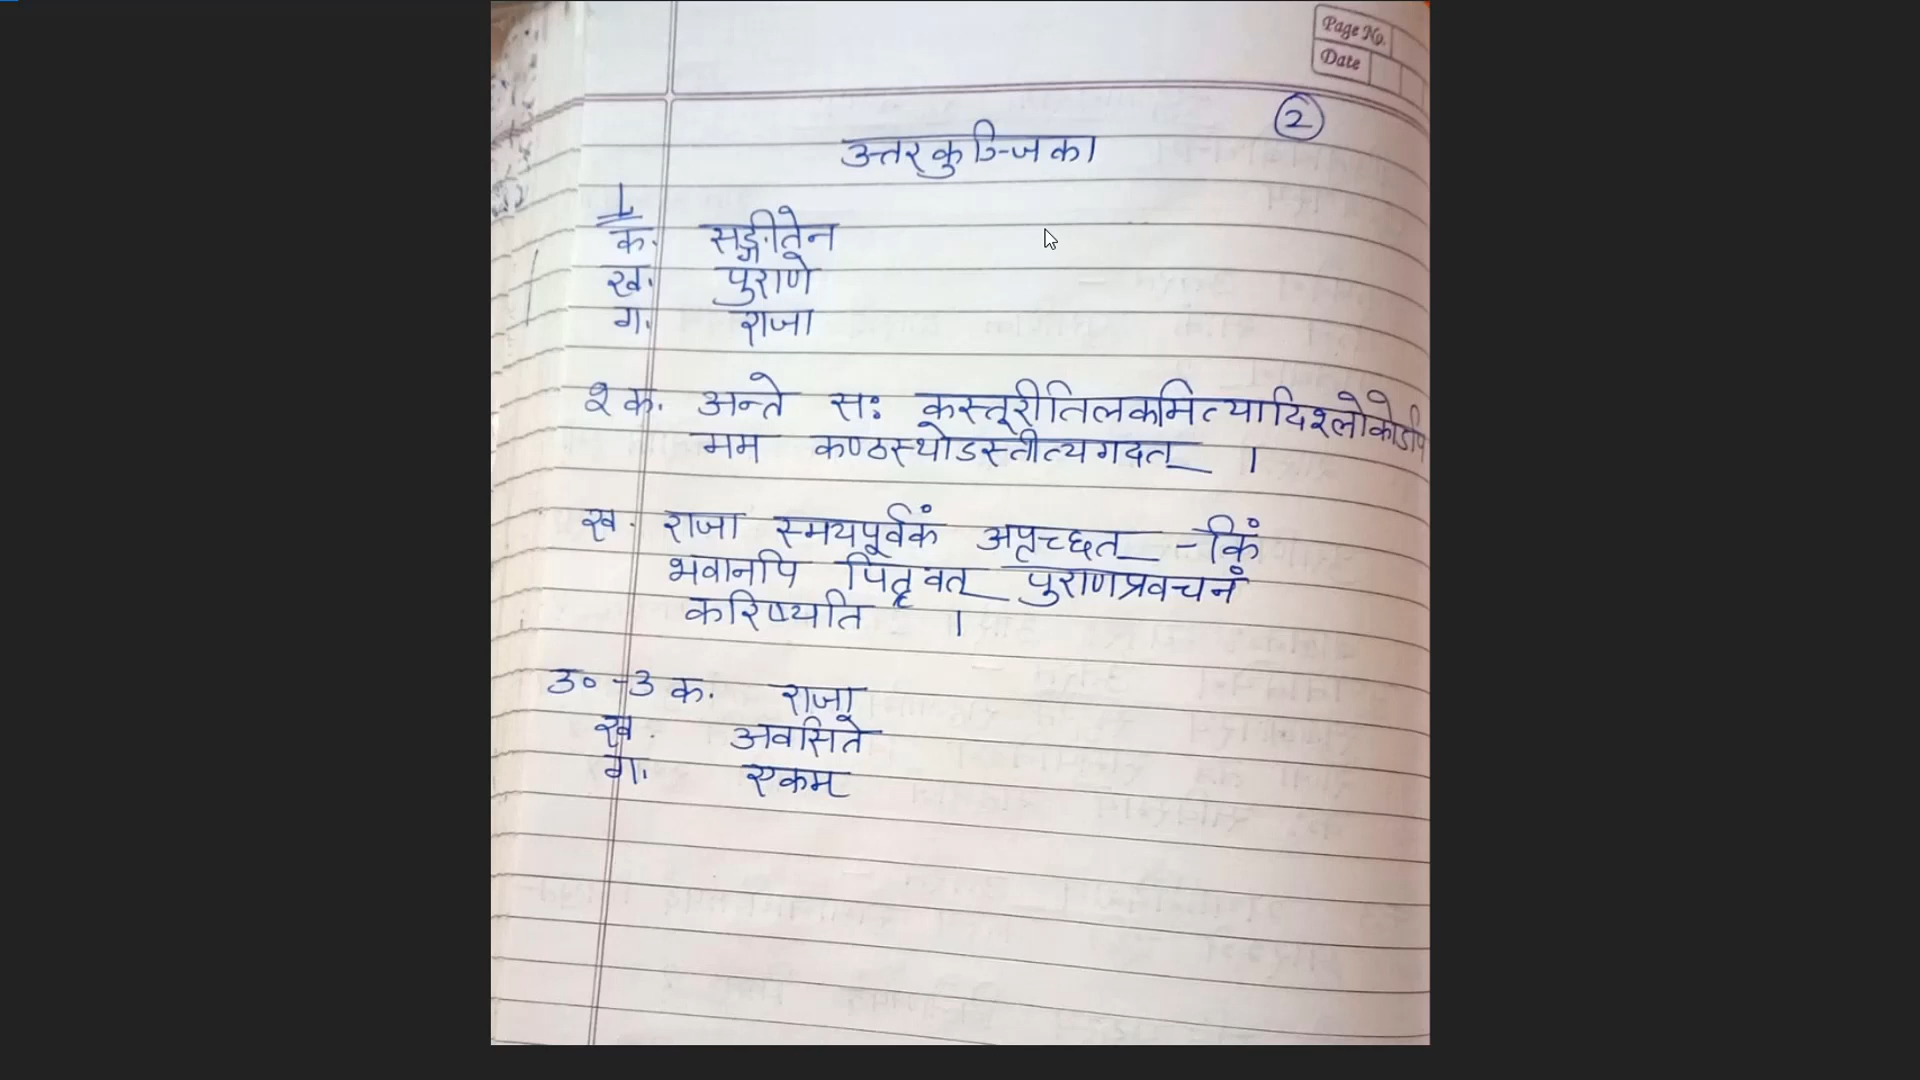 Page No.
Date
2
उत्तरकुञ्जिका
1
क. सङ्गीतेन
ख. पुराणे
ग. राजा
२ क. अन्ते सः कस्तूरीतिलकमित्यादिश्लोकोऽपि
मम कण्ठस्थोऽस्तीत्यगदत् ।
ख. राजा स्मयपूर्वकं अपृच्छत् - किं
भवानपि पितृवत् पुराणप्रवचनं
करिष्यति ।
उ० - 3 क. राजा
ख. अवसिते
ग. एकम्